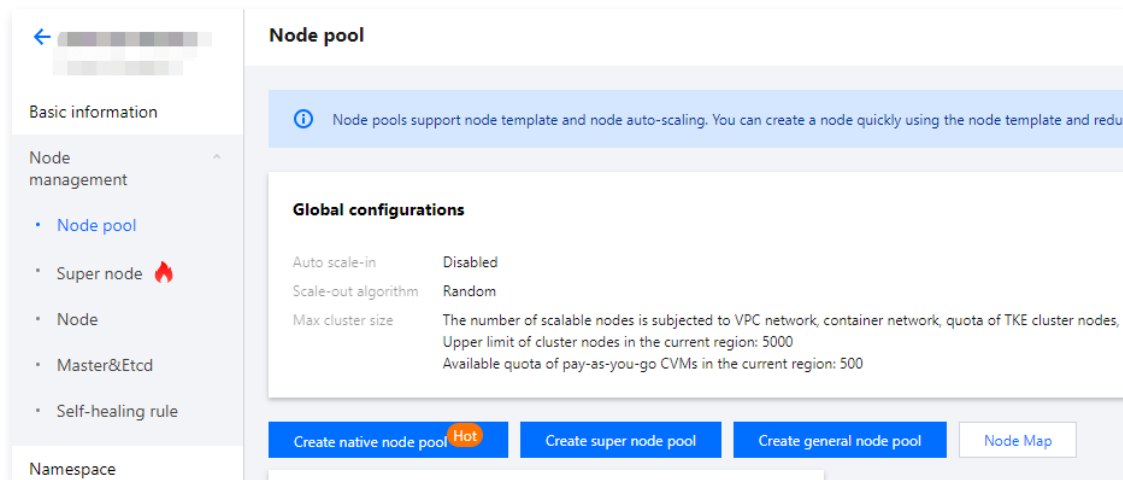 Node pool
Basic information
Node pools support node template and node auto-scaling. You can create a node quickly using the node template and redu
Node
management
Node pool
Super node
Node
Master&Etcd
Self-healing rule
Namespace
Global configurations
Auto scale-in Disabled
Scale-out algorithm Random
Max cluster size The number of scalable nodes is subjected to VPC network, container network, quota of TKE cluster nodes,
Upper limit of cluster nodes in the current region: 5000
Available quota of pay-as-you-go CVMs in the current region: 500
Create native node pool Hot Create super node pool Create general node pool Node Map